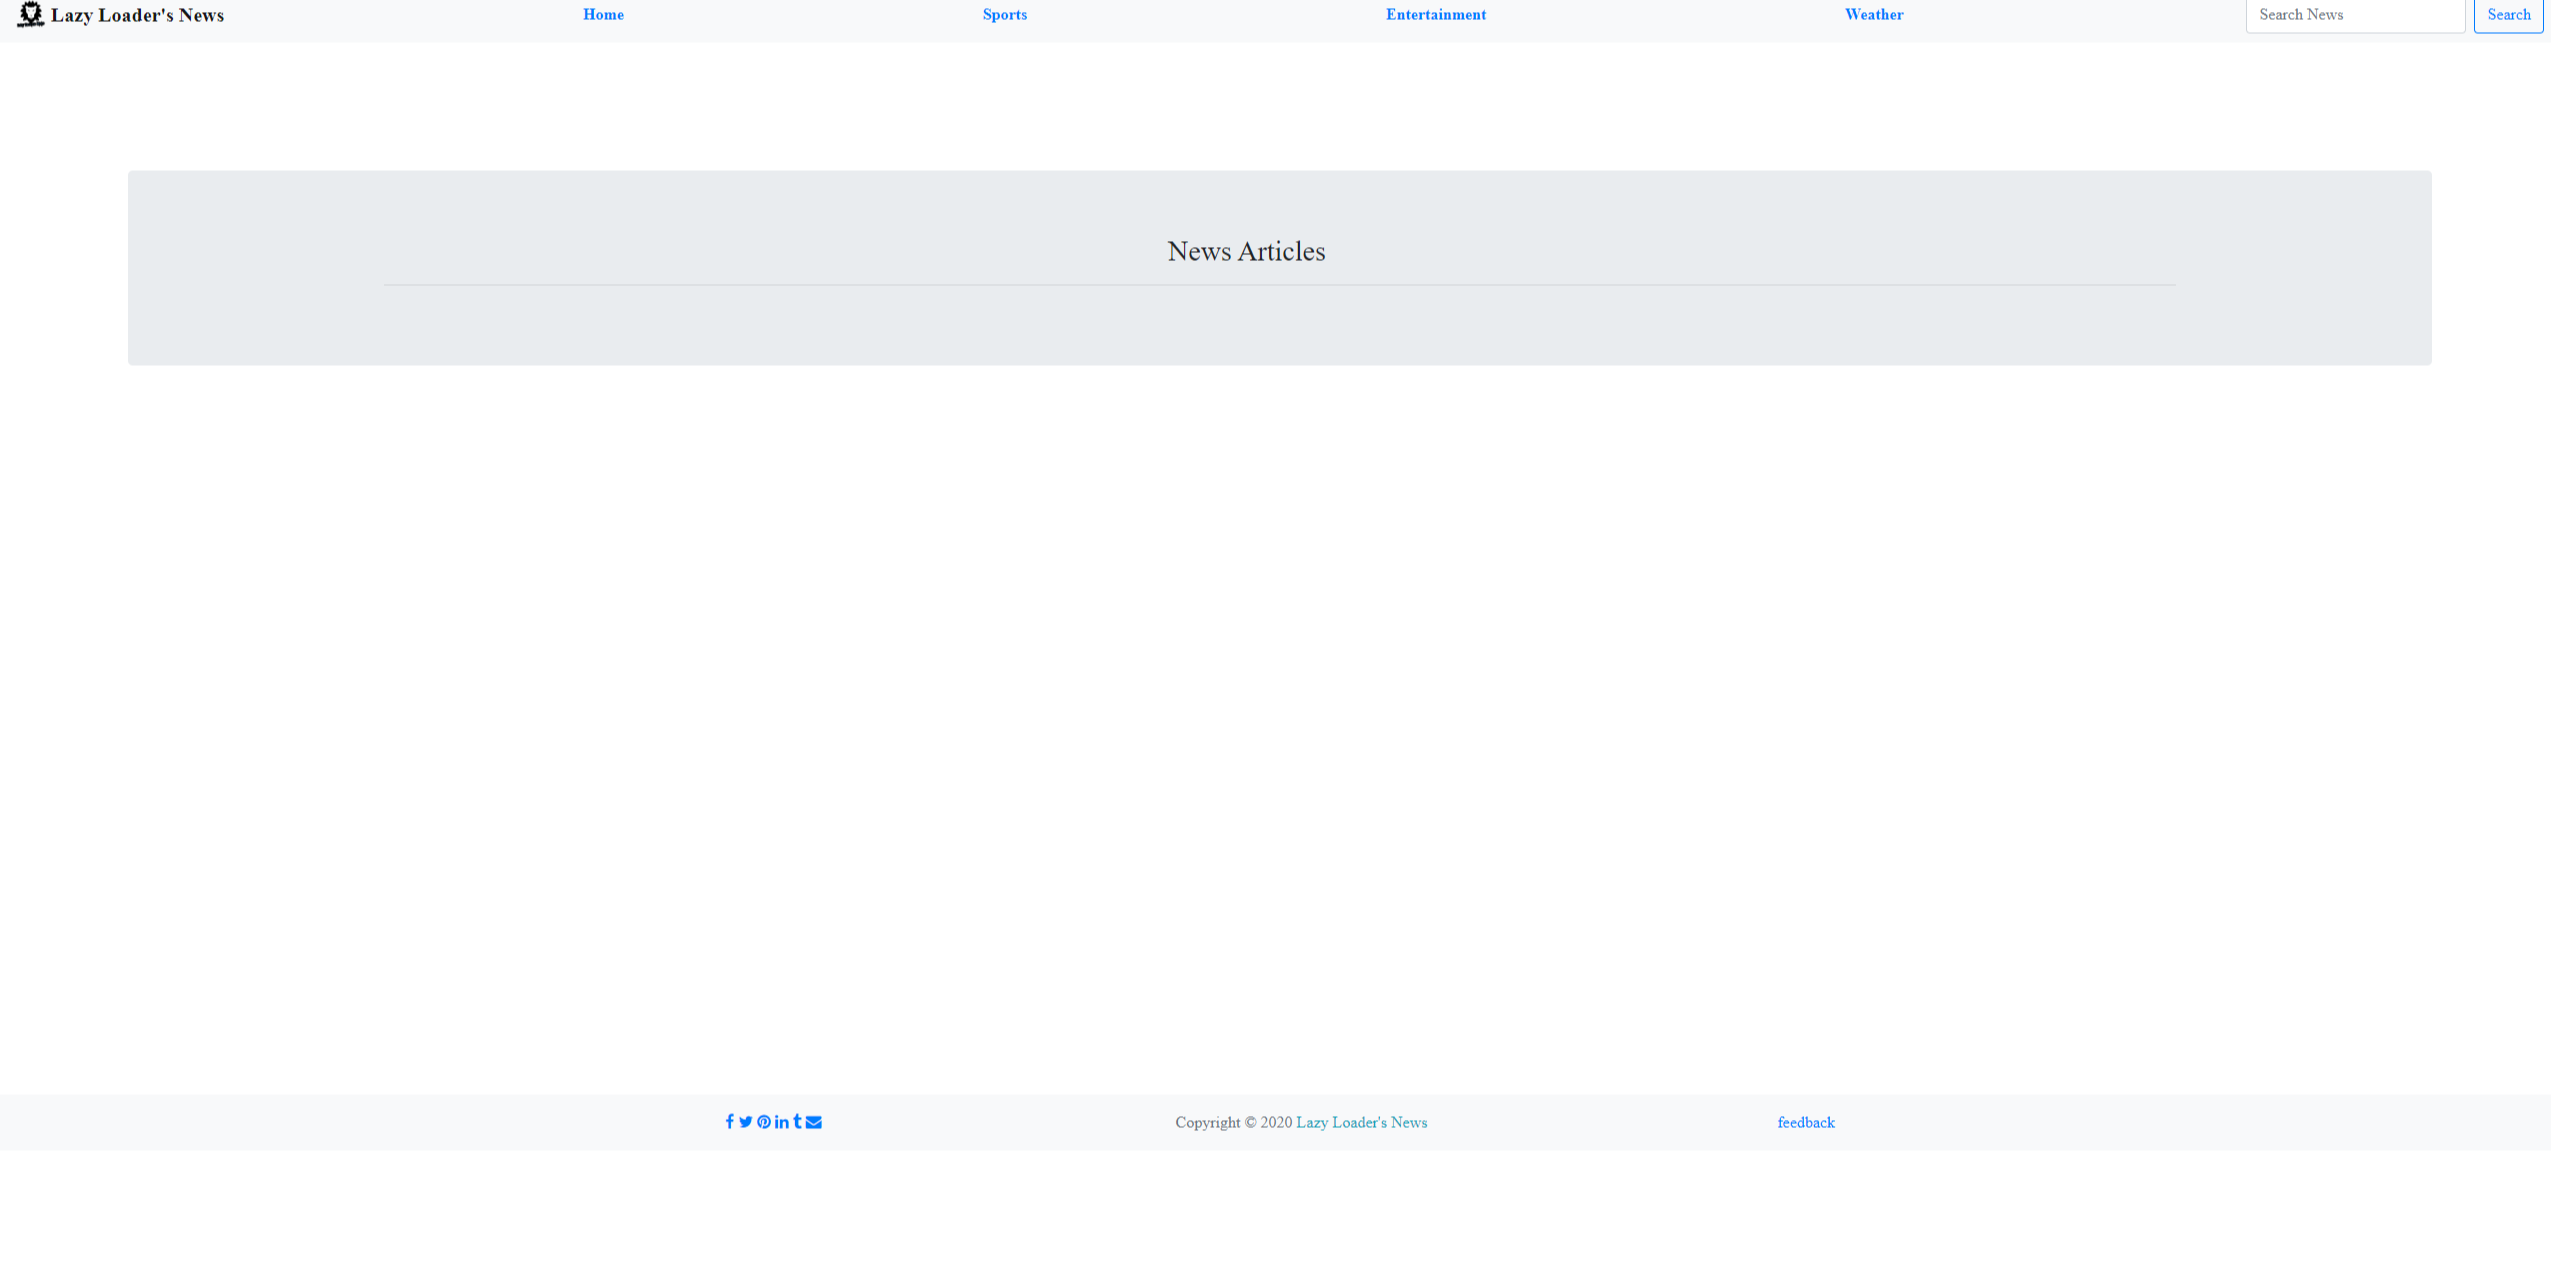 Lazy Loader's News Home Sports Entertainment Weather Search News Search
News Articles
Copyright © 2020 Lazy Loader's News feedback